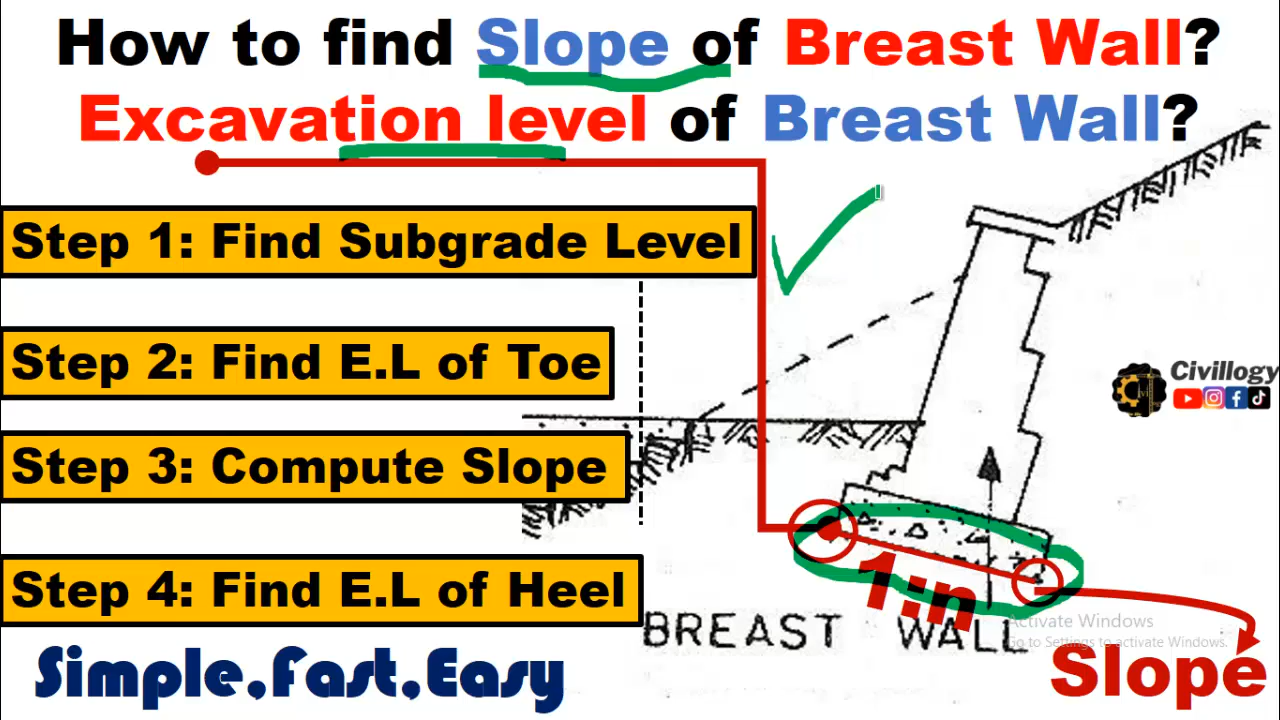 How to find Slope of Breast Wall?
Excavation level of Breast Wall?
Step 1: Find Subgrade Level
Step 2: Find E.L of Toe
Step 3: Compute Slope
Step 4: Find E.L of Heel
Simple,Fast,Easy
Civillogy
1:n
BREAST WALL
Activate Windows
Go to Settings to activate Windows.
Slope